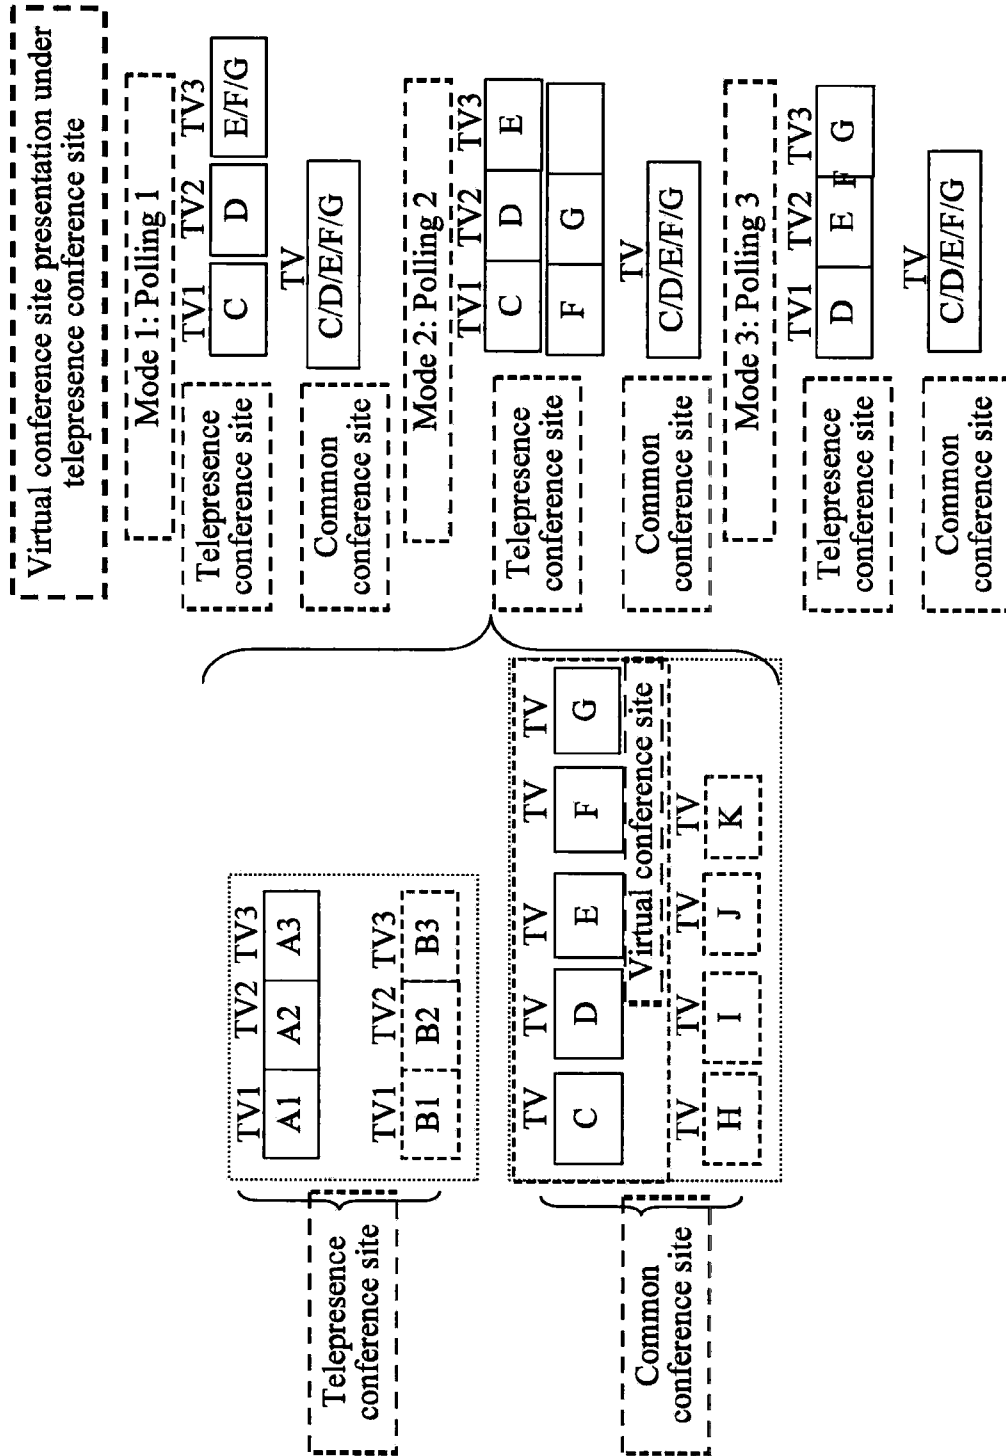 TV1 TV2 TV3
A1 A2 A3
Telepresence
conference site
TV1 TV2 TV3
B1 B2 B3
TV TV TV TV TV
C D E F G
Virtual conference site
Common
conference site
TV TV TV TV
H I J K
Virtual conference site presentation under
telepresence conference site
Mode 1: Polling 1
TV1 TV2 TV3
Telepresence
conference site
C D E/F/G
TV
Common
conference site
C/D/E/F/G
Mode 2: Polling 2
TV1 TV2 TV3
C D E
Telepresence
conference site
F G
TV
Common
conference site
C/D/E/F/G
Mode 3: Polling 3
TV1 TV2 TV3
Telepresence
conference site
D E F G
TV
Common
conference site
C/D/E/F/G